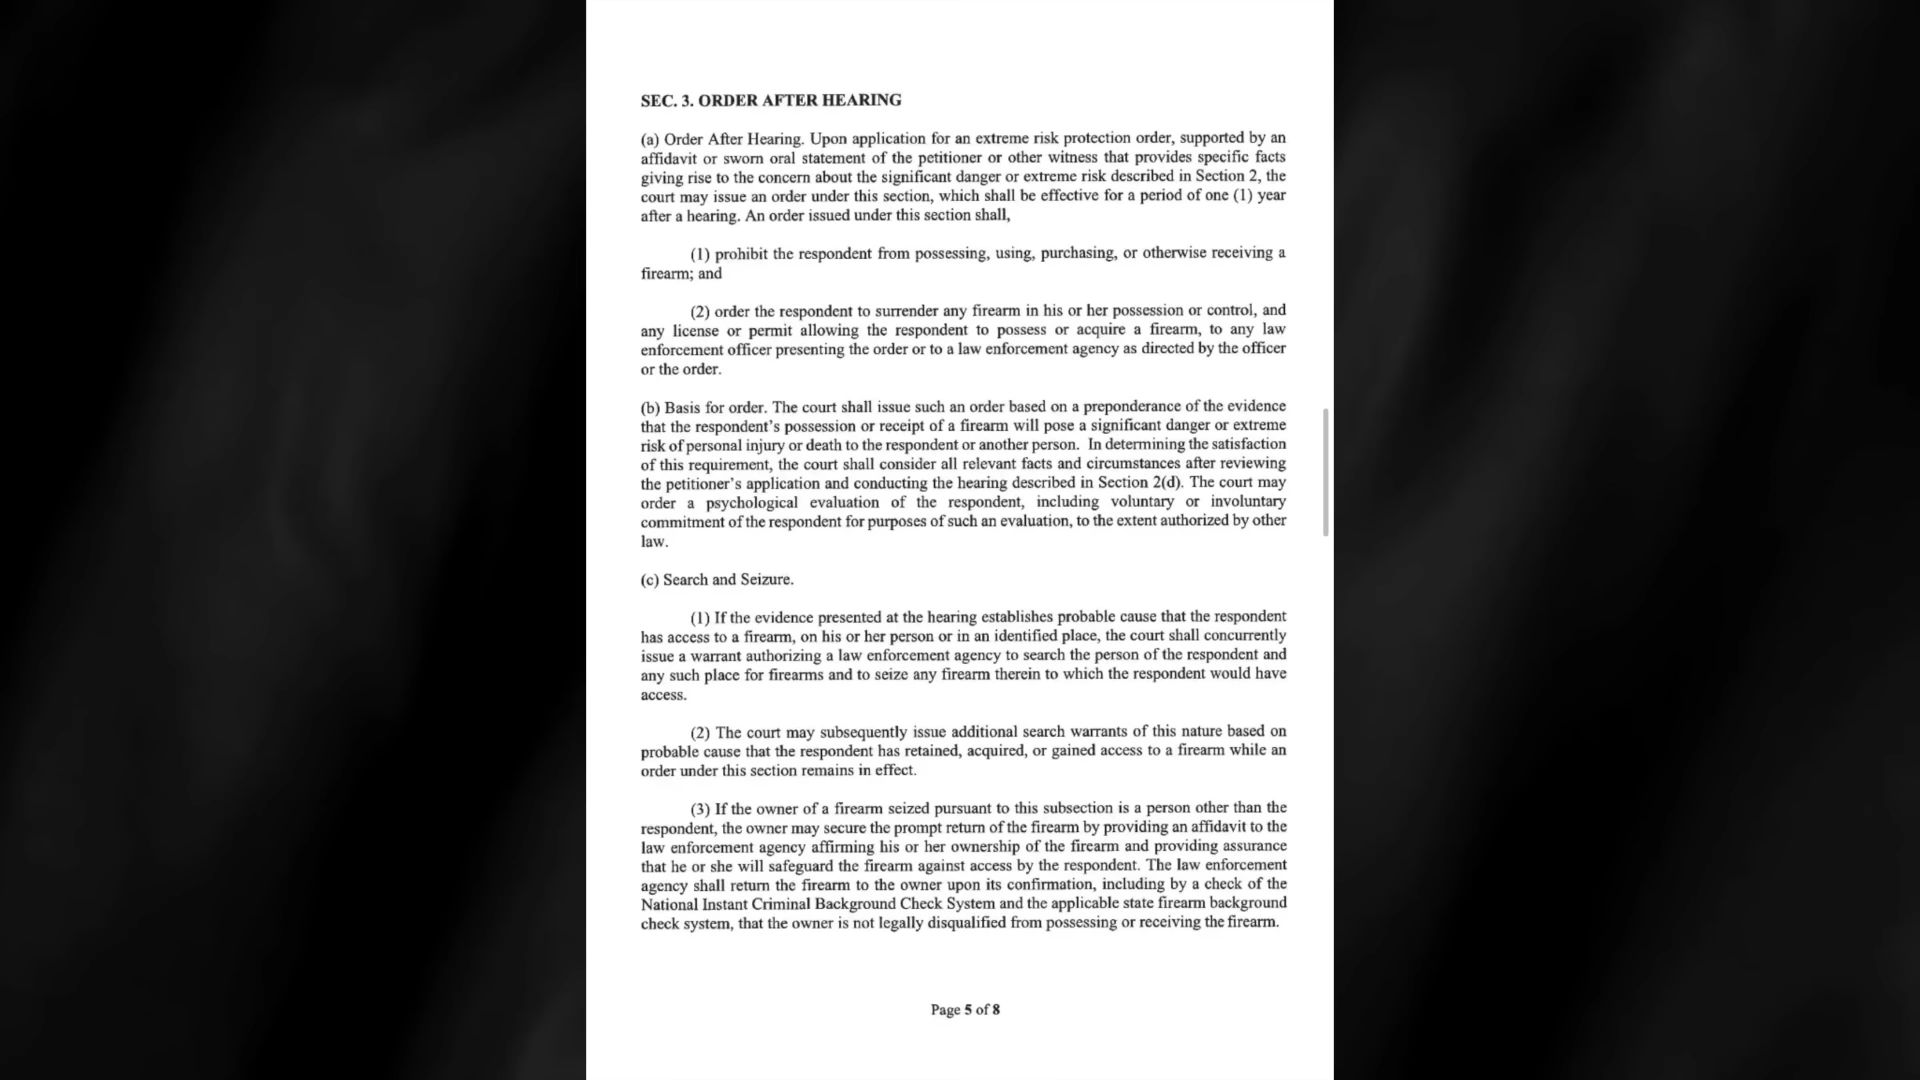 SEC. 3. ORDER AFTER HEARING
(a) Order After Hearing. Upon application for an extreme risk protection order, supported by an
affidavit or sworn oral statement of the petitioner or other witness that provides specific facts
giving rise to the concern about the significant danger or extreme risk described in Section 2, the
court may issue an order under this section, which shall be effective for a period of one (1) year
after a hearing. An order issued under this section shall,
(1) prohibit the respondent from possessing, using, purchasing, or otherwise receiving a
firearm; and
(2) order the respondent to surrender any firearm in his or her possession or control, and
any license or permit allowing the respondent to possess or acquire a firearm, to any law
enforcement officer presenting the order or to a law enforcement agency as directed by the officer
or the order.
(b) Basis for order. The court shall issue such an order based on a preponderance of the evidence
that the respondent's possession or receipt of a firearm will pose a significant danger or extreme
risk of personal injury or death to the respondent or another person. In determining the satisfaction
of this requirement, the court shall consider all relevant facts and circumstances after reviewing
the petitioner's application and conducting the hearing described in Section 2(d). The court may
order a psychological evaluation of the respondent, including voluntary or involuntary
commitment of the respondent for purposes of such an evaluation, to the extent authorized by other
law.
(c) Search and Seizure.
(1) If the evidence presented at the hearing establishes probable cause that the respondent
has access to a firearm, on his or her person or in an identified place, the court shall concurrently
issue a warrant authorizing a law enforcement agency to search the person of the respondent and
any such place for firearms and to seize any firearm therein to which the respondent would have
access.
(2) The court may subsequently issue additional search warrants of this nature based on
probable cause that the respondent has retained, acquired, or gained access to a firearm while an
order under this section remains in effect.
(3) If the owner of a firearm seized pursuant to this subsection is a person other than the
respondent, the owner may secure the prompt return of the firearm by providing an affidavit to the
law enforcement agency affirming his or her ownership of the firearm and providing assurance
that he or she will safeguard the firearm against access by the respondent. The law enforcement
agency shall return the firearm to the owner upon its confirmation, including by a check of the
National Instant Criminal Background Check System and the applicable state firearm background
check system, that the owner is not legally disqualified from possessing or receiving the firearm.
Page 5 of 8